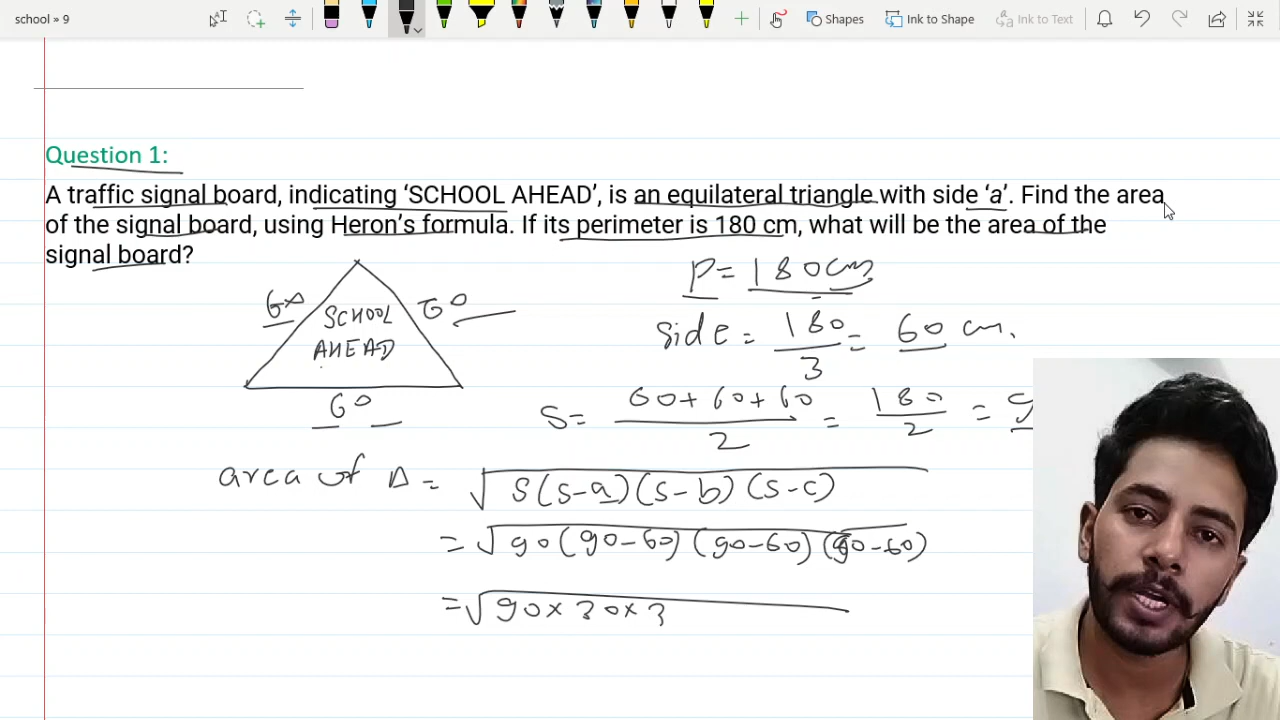 school » 9
Shapes
Ink to Shape
Ink to Text
Question 1:
A traffic signal board, indicating ‘SCHOOL AHEAD’, is an equilateral triangle with side ‘a’. Find the area
of the signal board, using Heron’s formula. If its perimeter is 180 cm, what will be the area of the
signal board?
P = 180cm
60
SCHOOL
60
AHEAD
60
side = 180/3 = 60 cm.
S = 60+60+60/2 = 180/2 =
area of Δ = √S(S-a)(S-b)(S-c)
= √90(90-60)(90-60)(90-60)
= √90×30×3